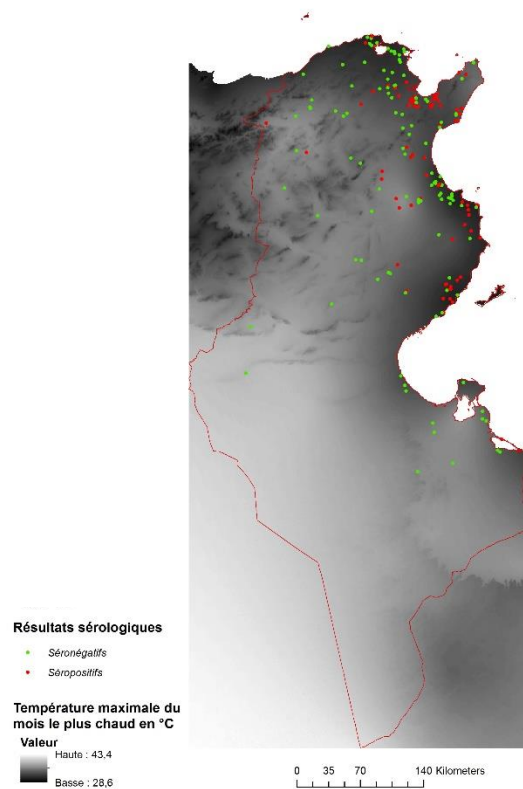 Résultats sérologiques
Séronégatifs
Séropositifs
Température maximale du
mois le plus chaud en °C
Valeur
Haute : 43,4
Basse : 28,6
0 35 70 140 Kilometers